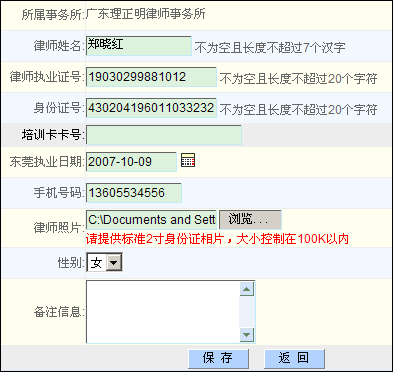 所属事务所:广东理正明律师事务所
律师姓名: 郑晓红 不为空且长度不超过7个汉字
律师执业证号: 19030299881012 不为空且长度不超过20个字符
身份证号: 430204196011033232 不为空且长度不超过20个字符
培训卡卡号:
东莞执业日期: 2007-10-09
手机号码: 13605534556
律师照片: C:\Documents and Sett 浏览...
请提供标准2寸身份证相片，大小控制在100K以内
性别: 女
备注信息:
保 存 返 回